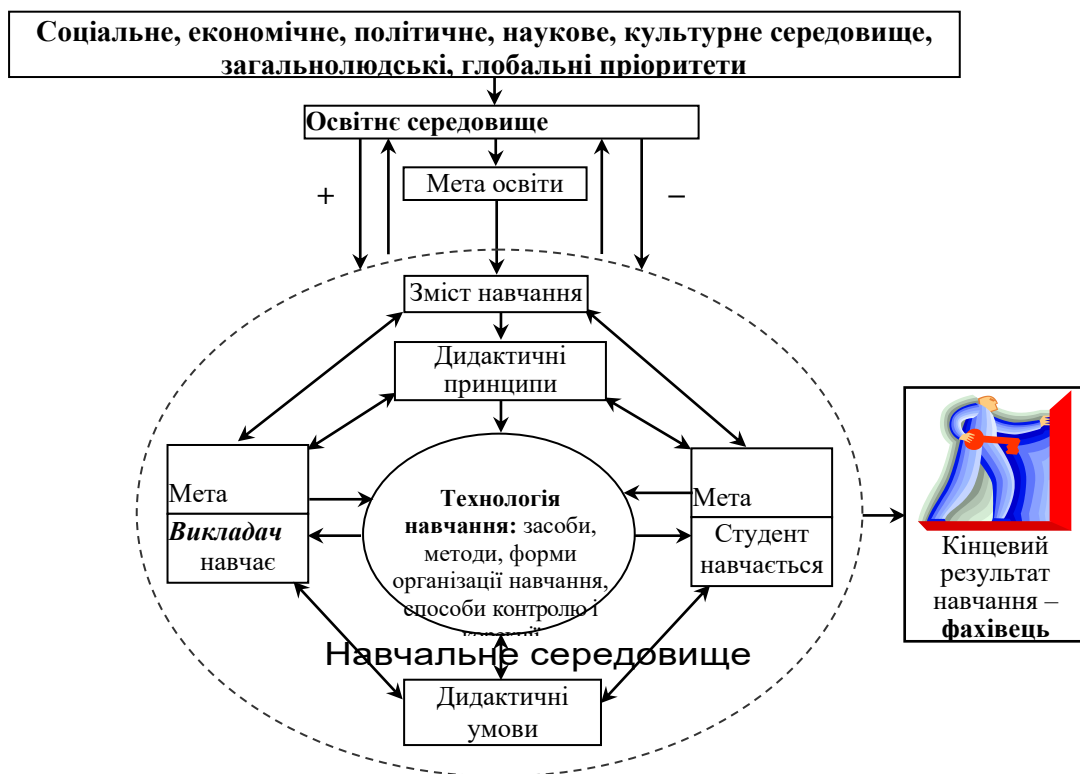 Соціальне, економічне, політичне, наукове, культурне середовище,
загальнолюдські, глобальні пріоритети
Освітнє середовище
+
Мета освіти
–
Зміст навчання
Дидактичні
принципи
Мета
Викладач
навчає
Технологія
навчання: засоби,
методи, форми
організації навчання,
способи контролю і
Мета
Студент
навчається
Кінцевий
результат
навчання –
фахівець
Навчальне середовище
Дидактичні
умови